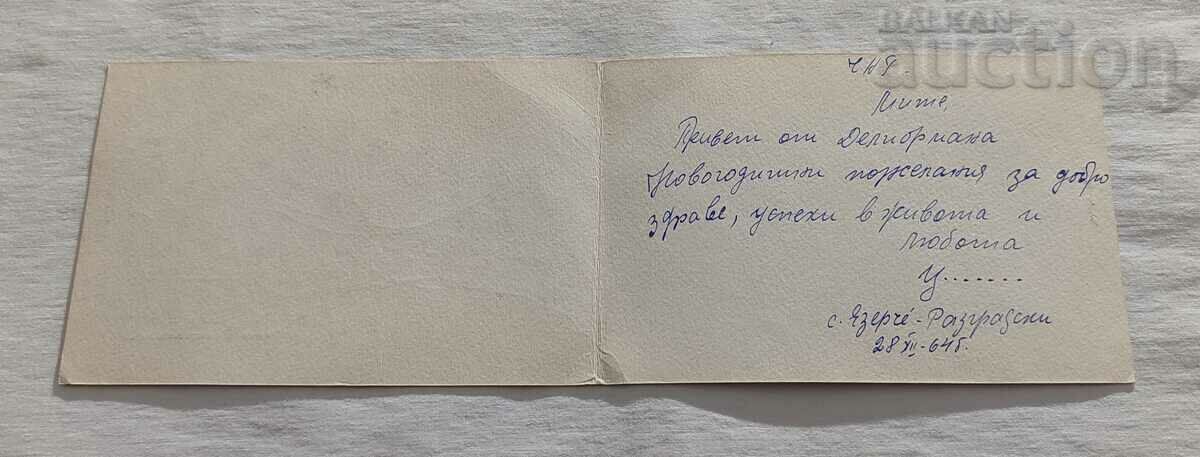 BALKAN
auction
ЧНГ.
Мите,
Привет от Делиормана
Новогодишни пожелания за добро
здраве, успехи в живота и
любовта
Ц.......
с. Езерче - Разградски
28 XII - 64 г.